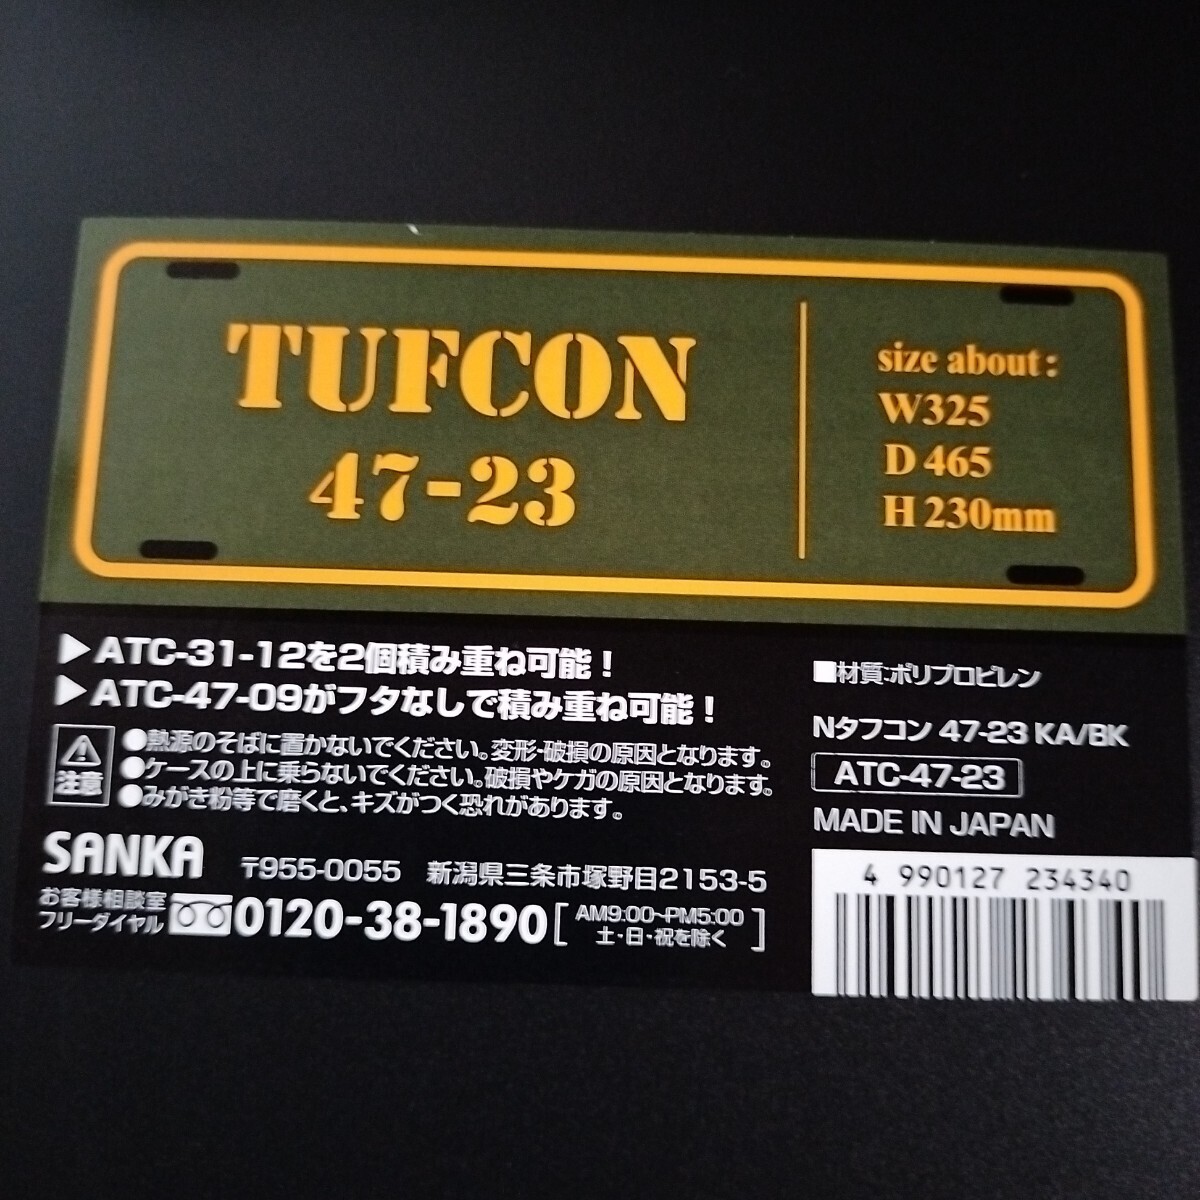 TUFCON
47-23
size about:
W325
D 465
H 230mm
▶ATC-31-12を2個積み重ね可能！
▶ATC-47-09がフタなしで積み重ね可能！
注意
●熱源のそばに置かないでください。変形・破損の原因となります。
●ケースの上に乗らないでください。破損やケガの原因となります。
●みがき粉等で磨くと、キズがつく恐れがあります。
SANKA 〒955-0055 新潟県三条市塚野目2153-5
お客様相談室
フリーダイヤル 0120-38-1890 [AM9:00~PM5:00
土・日・祝を除く]
■材質:ポリプロピレン
Nタフコン 47-23 KA/BK
ATC-47-23
MADE IN JAPAN
4 990127 234340